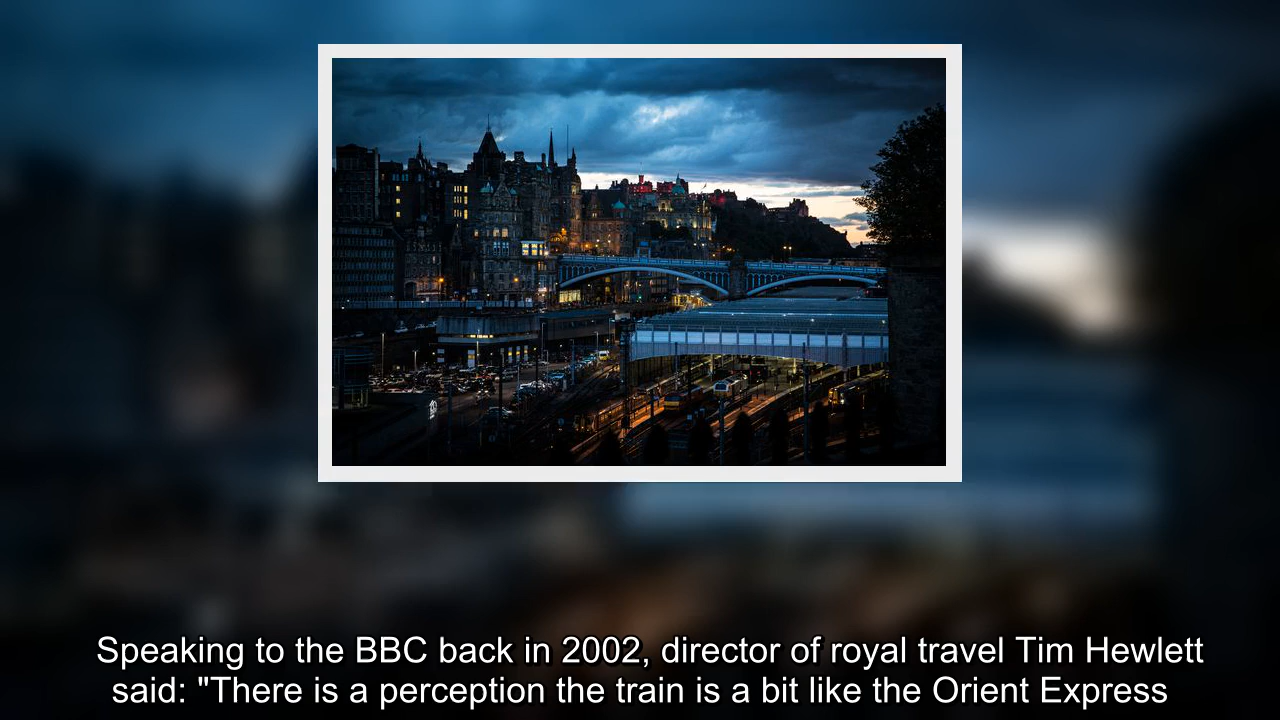 Speaking to the BBC back in 2002, director of royal travel Tim Hewlett
said: "There is a perception the train is a bit like the Orient Express